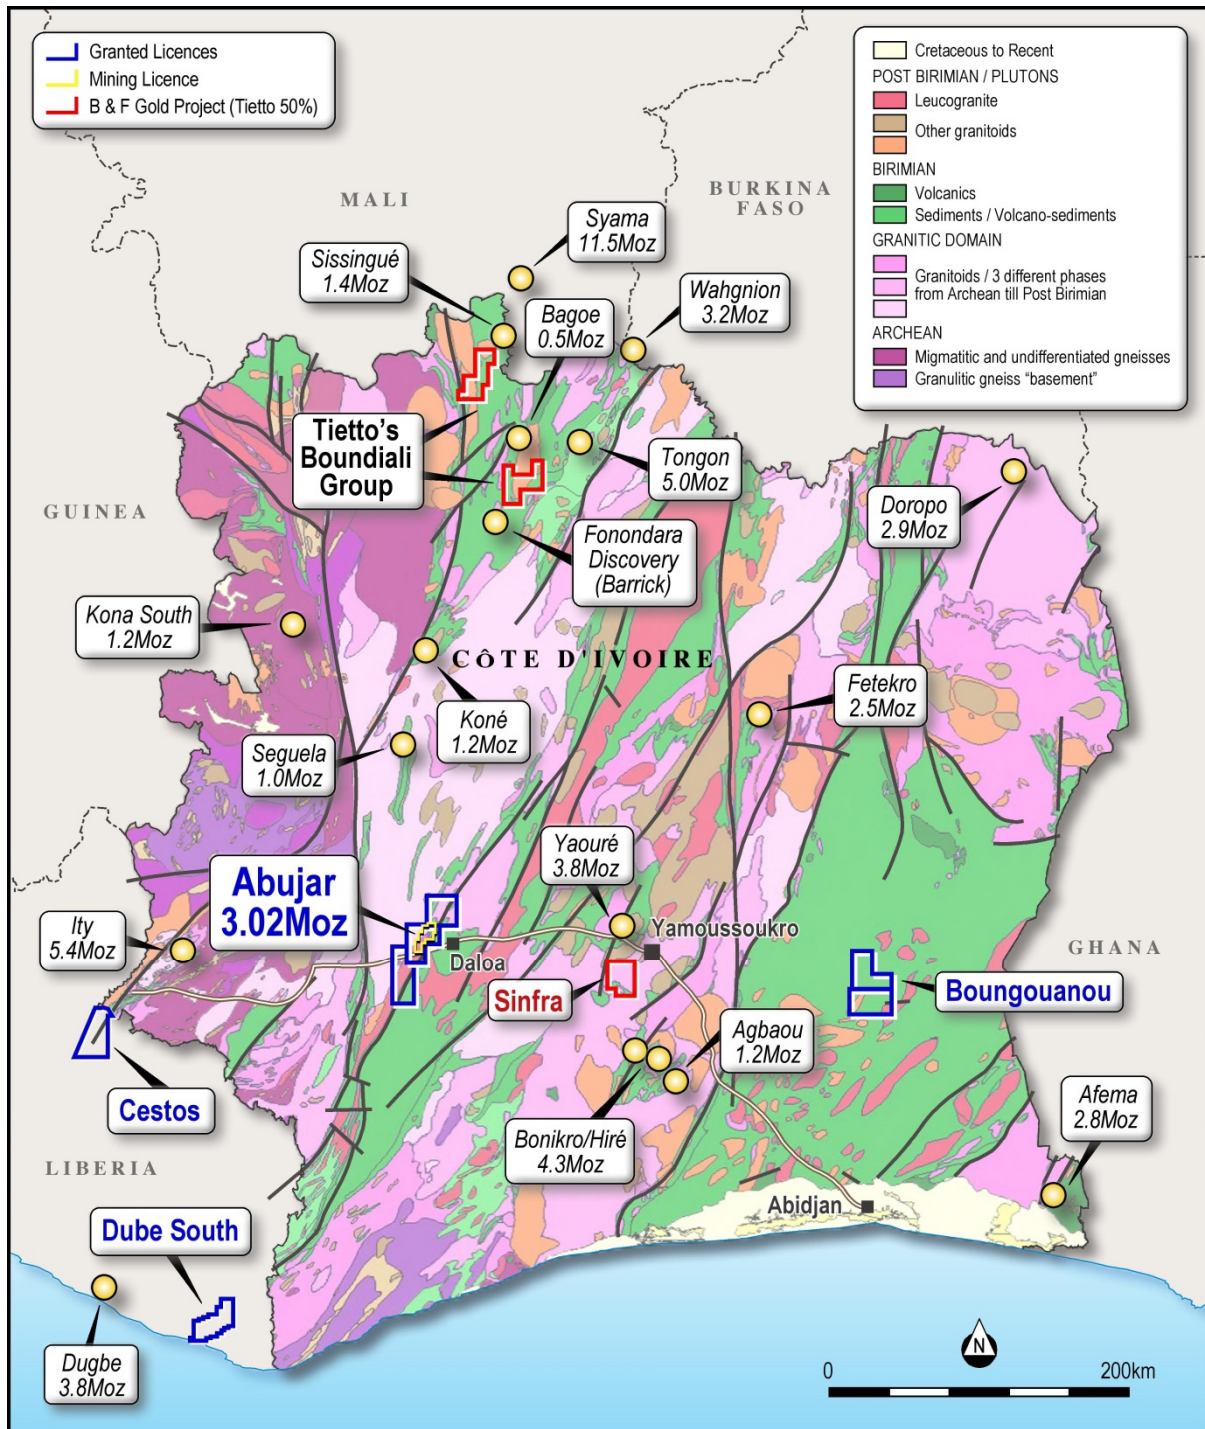 Granted Licences
Mining Licence
B & F Gold Project (Tietto 50%)
Cretaceous to Recent
POST BIRIMIAN / PLUTONS
Leucogranite
Other granitoids
BIRIMIAN
Volcanics
Sediments / Volcano-sediments
GRANITIC DOMAIN
Granitoids / 3 different phases
from Archean till Post Birimian
ARCHEAN
Migmatitic and undifferentiated gneisses
Granulitic gneiss “basement”
MALI
BURKINA
FASO
Syama
11.5Moz
Sissingué
1.4Moz
Bagoe
0.5Moz
Wahgnion
3.2Moz
Tietto's
Boundiali
Group
Tongon
5.0Moz
Doropo
2.9Moz
GUINEA
Fonondara
Discovery
(Barrick)
Kona South
1.2Moz
CÔTE D'IVOIRE
Koné
1.2Moz
Fetekro
2.5Moz
Seguela
1.0Moz
Abujar
3.02Moz
Yaouré
3.8Moz
Ity
5.4Moz
Daloa
Yamoussoukro
GHANA
Sinfra
Boungouanou
Cestos
Agbaou
1.2Moz
Bonikro/Hiré
4.3Moz
Afema
2.8Moz
LIBERIA
Abidjan
Dube South
Dugbe
3.8Moz
N
0 200km